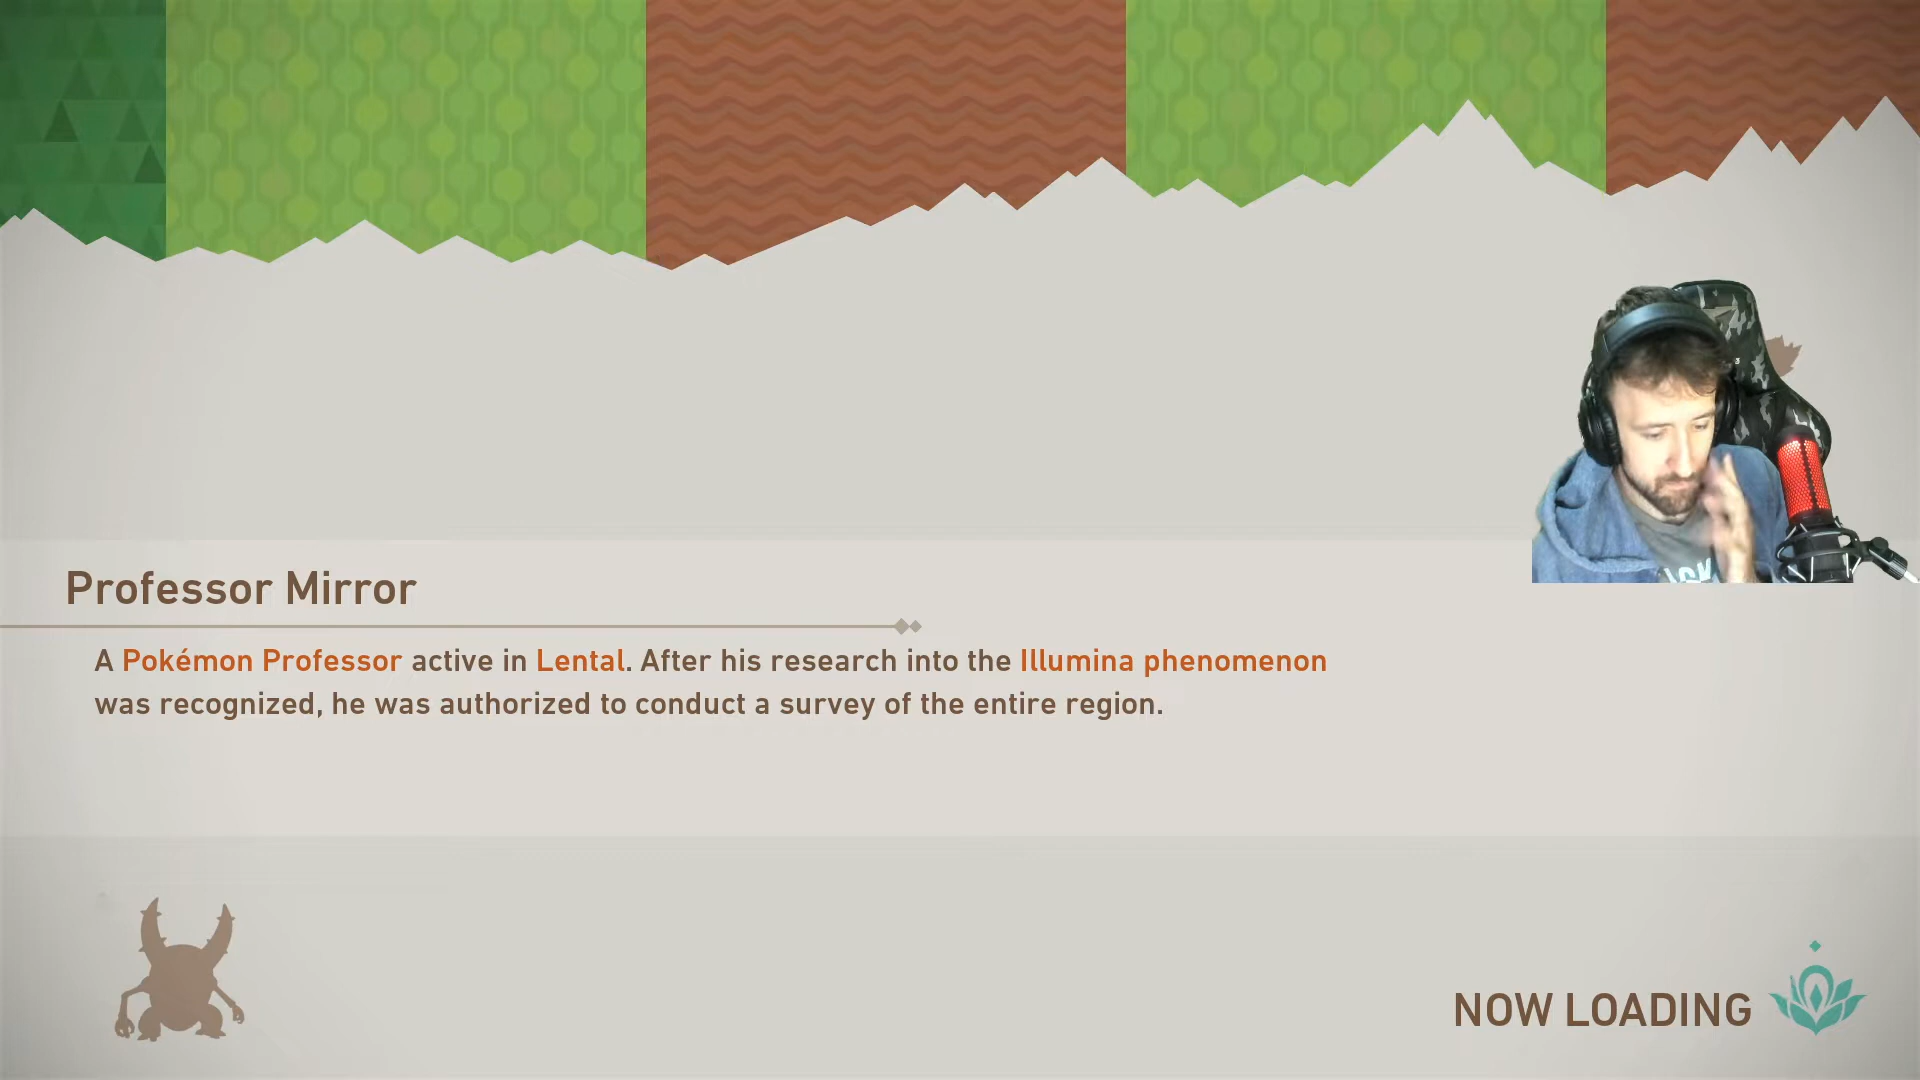 Professor Mirror
A Pokémon Professor active in Lental. After his research into the Illumina phenomenon
was recognized, he was authorized to conduct a survey of the entire region.
NOW LOADING